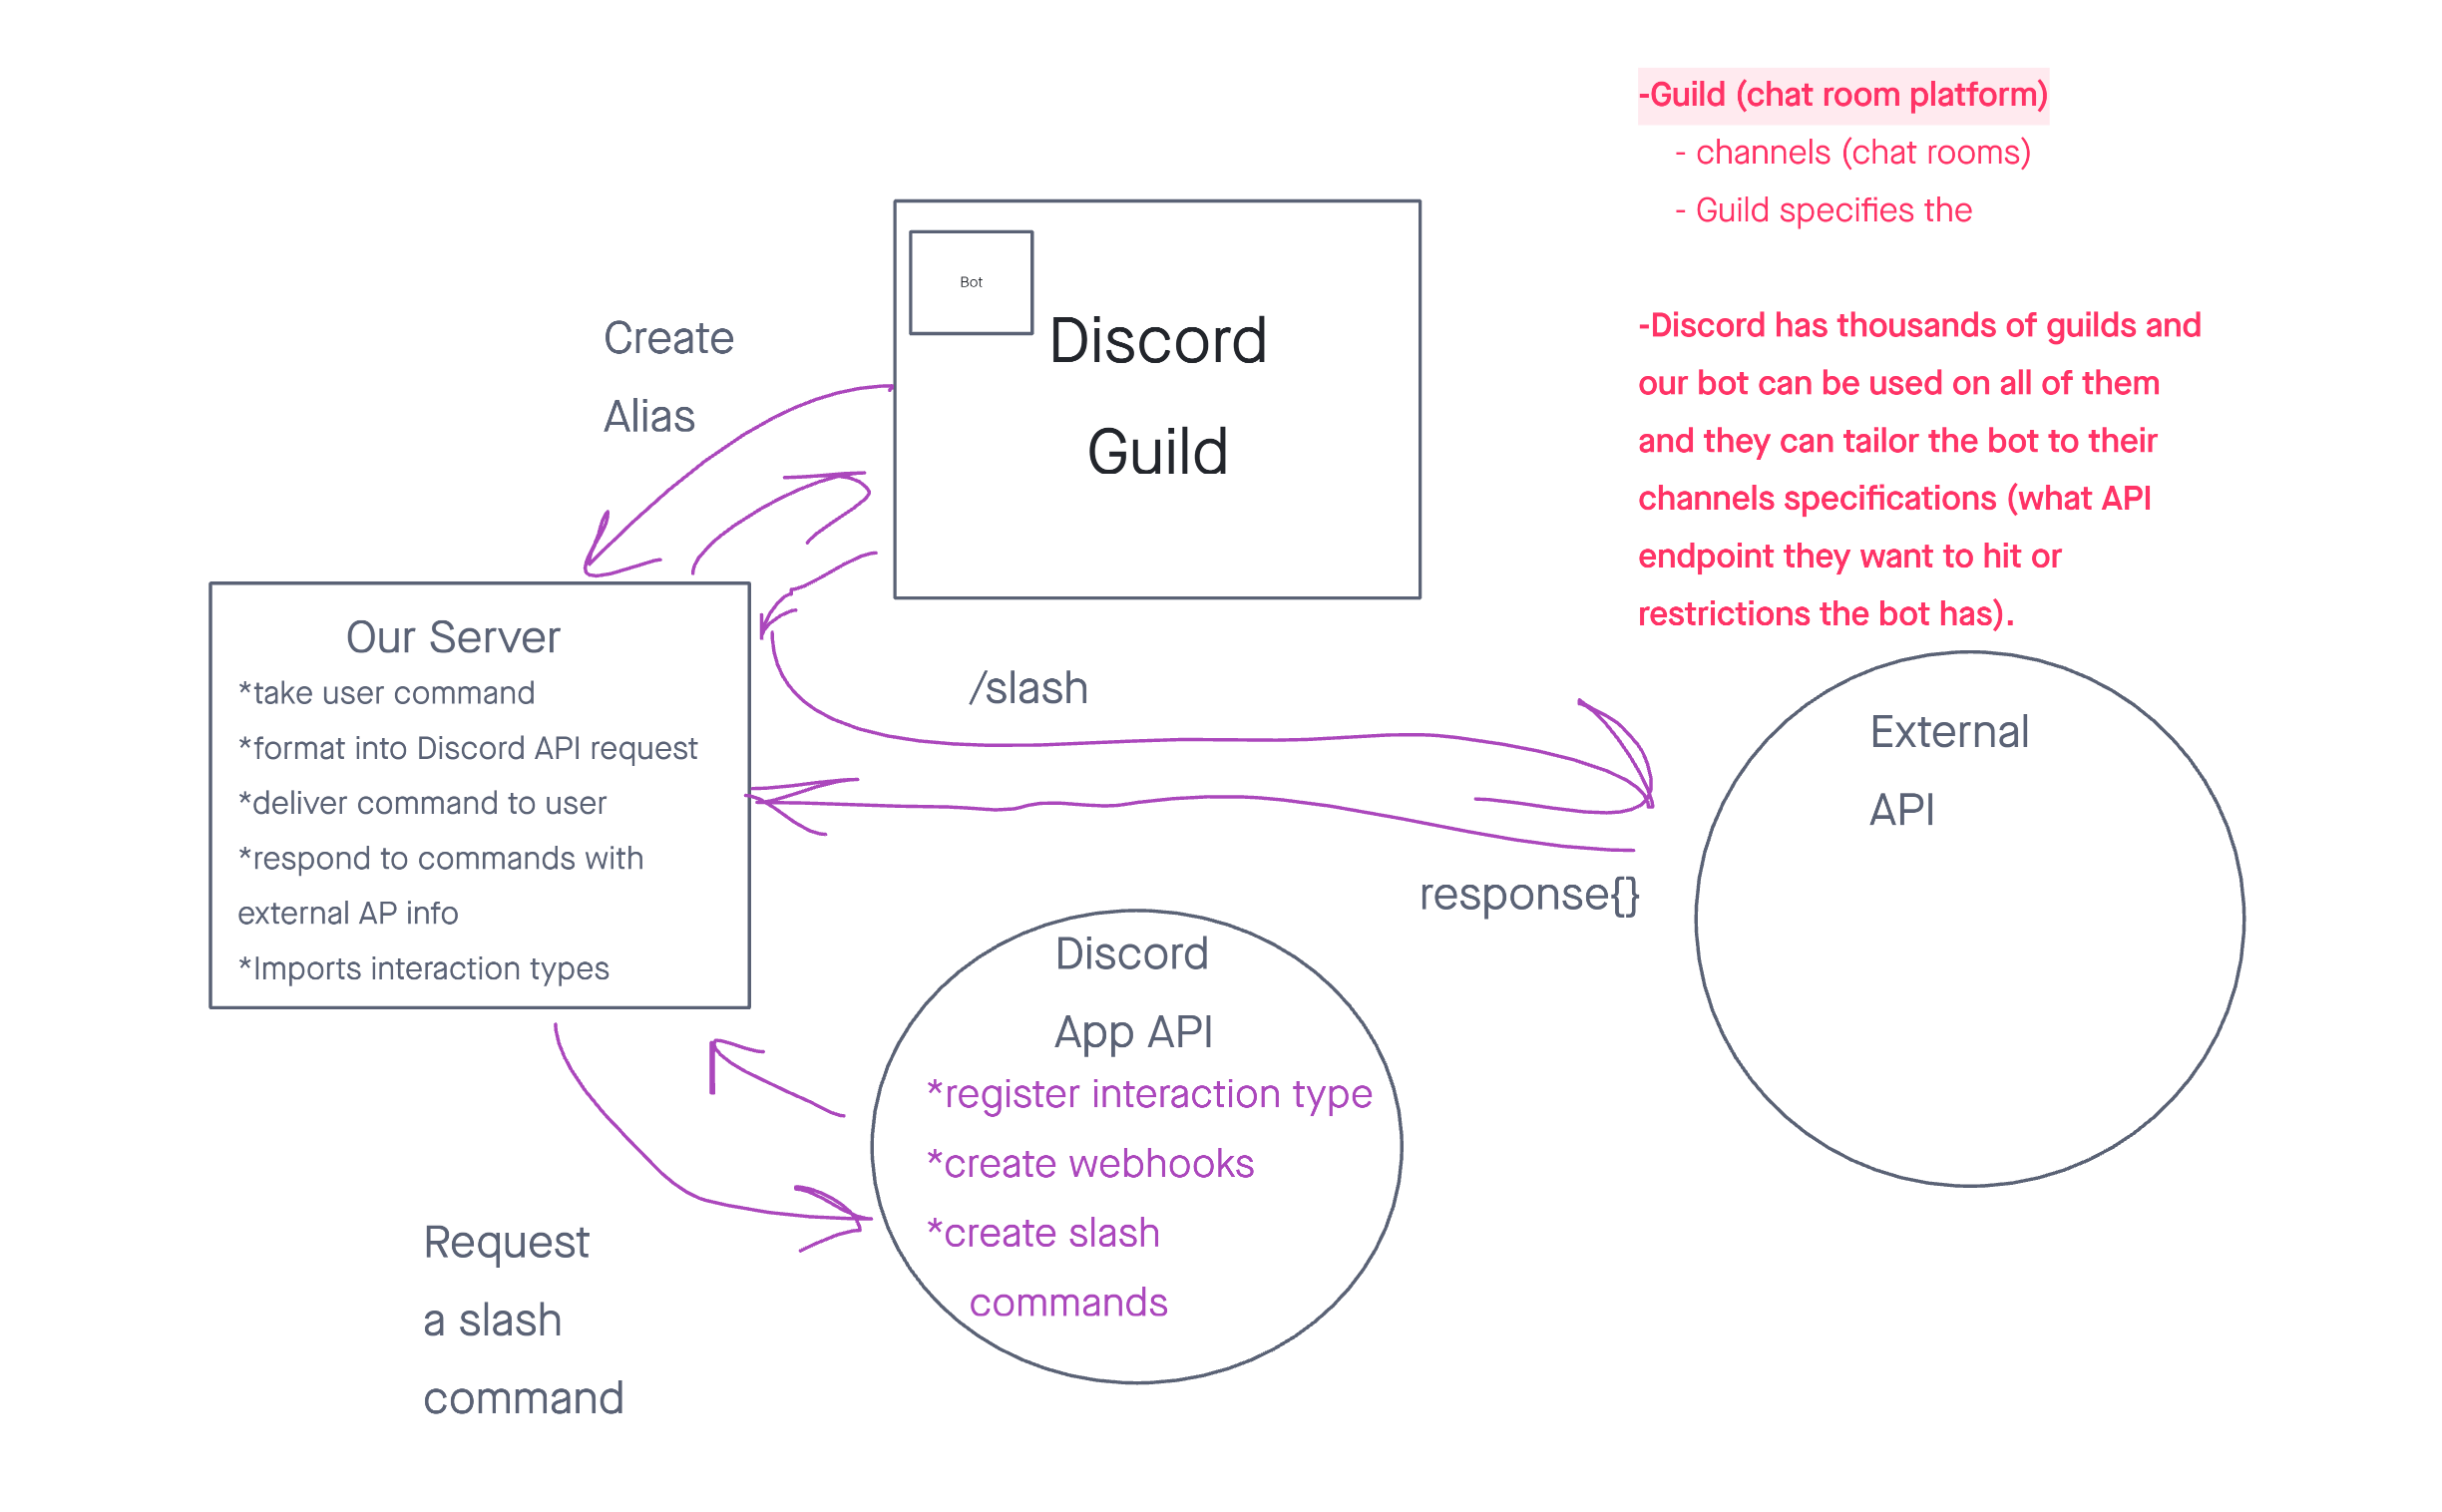 -Guild (chat room platform)
- channels (chat rooms)
- Guild specifies the
-Discord has thousands of guilds and
our bot can be used on all of them
and they can tailor the bot to their
channels specifications (what API
endpoint they want to hit or
restrictions the bot has).
Bot
Discord
Guild
Create
Alias
Our Server
*take user command
*format into Discord API request
*deliver command to user
*respond to commands with
external AP info
*Imports interaction types
/slash
External
API
response{}
Discord
App API
*register interaction type
*create webhooks
*create slash
commands
Request
a slash
command